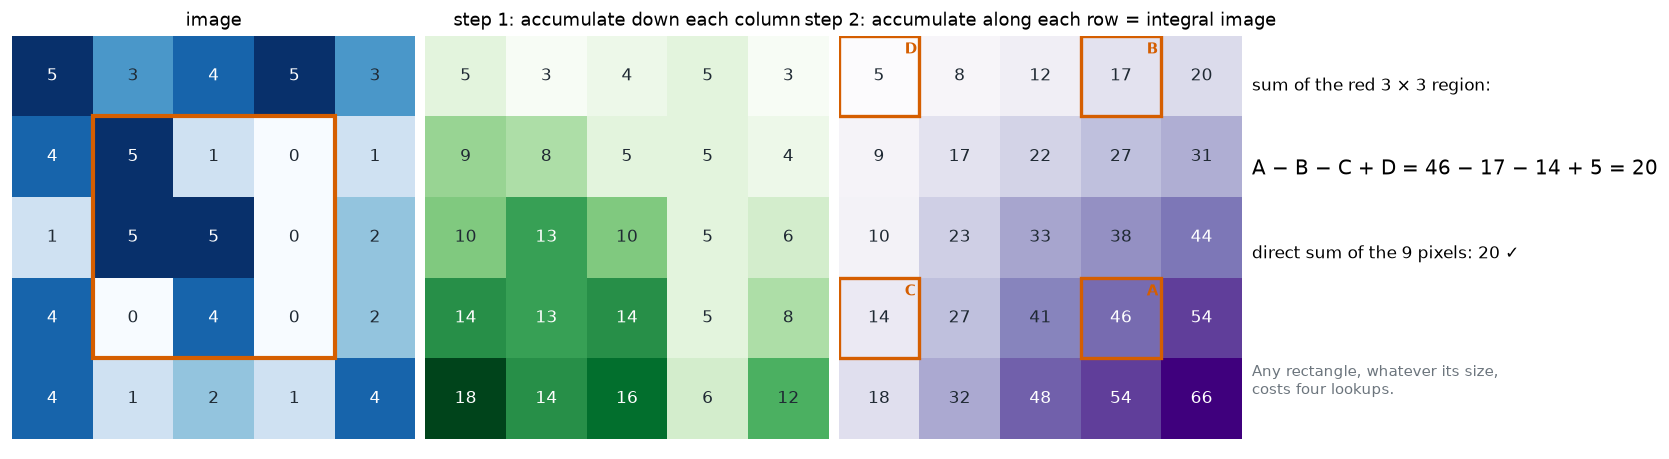 image
step 1: accumulate down each column
step 2: accumulate along each row = integral image
5 3 4 5 3
4 5 1 0 1
1 5 5 0 2
4 0 4 0 2
4 1 2 1 4
5 3 4 5 3
9 8 5 5 4
10 13 10 5 6
14 13 14 5 8
18 14 16 6 12
D
B
5 8 12 17 20
9 17 22 27 31
10 23 33 38 44
C
A
14 27 41 46 54
18 32 48 54 66
sum of the red 3 × 3 region:
A − B − C + D = 46 − 17 − 14 + 5 = 20
direct sum of the 9 pixels: 20 ✓
Any rectangle, whatever its size,
costs four lookups.